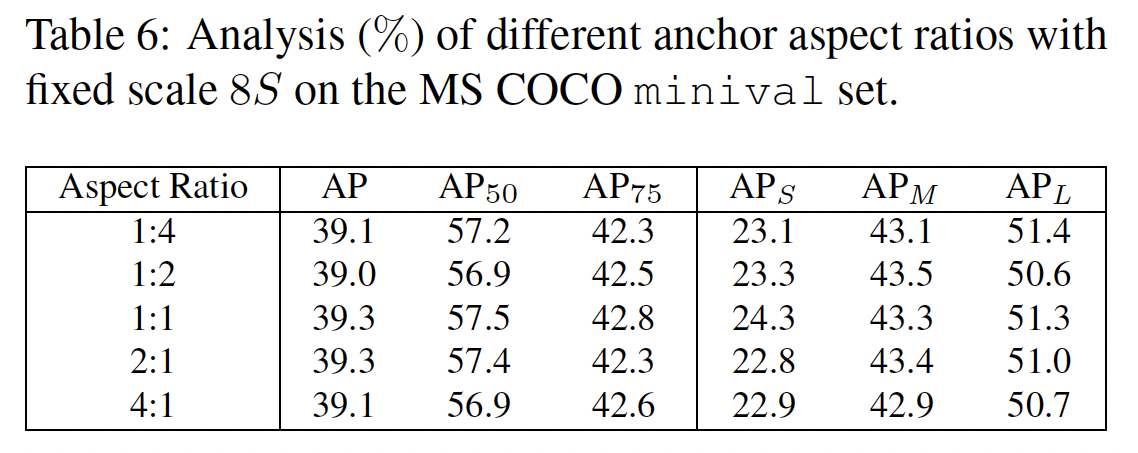 Table 6: Analysis (%) of different anchor aspect ratios with
fixed scale 8S on the MS COCO minival set.
Aspect Ratio AP AP50 AP75 APS APM APL
1:4 39.1 57.2 42.3 23.1 43.1 51.4
1:2 39.0 56.9 42.5 23.3 43.5 50.6
1:1 39.3 57.5 42.8 24.3 43.3 51.3
2:1 39.3 57.4 42.3 22.8 43.4 51.0
4:1 39.1 56.9 42.6 22.9 42.9 50.7